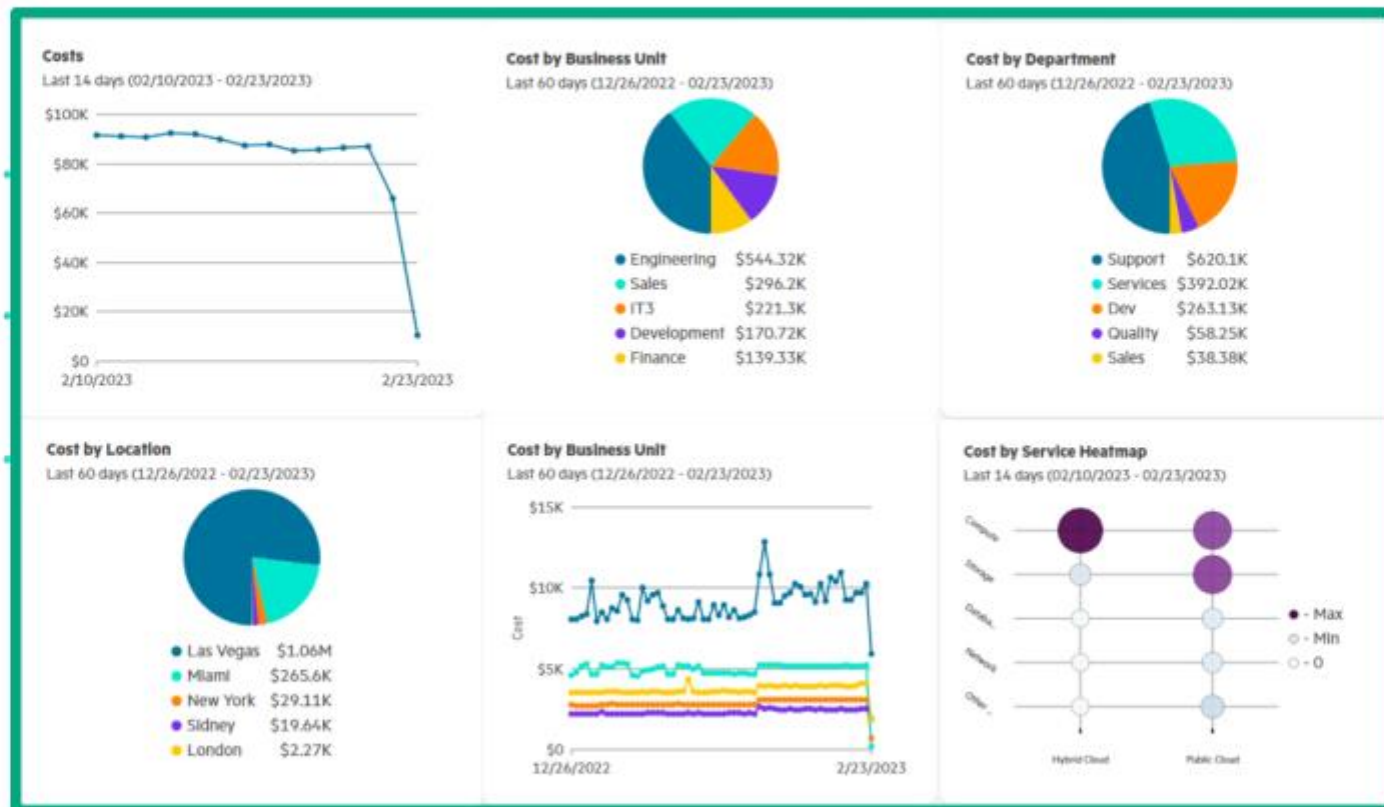 Costs
Last 14 days (02/10/2023 - 02/23/2023)
$100K
$80K
$60K
$40K
$20K
$0
2/10/2023
2/23/2023
Cost by Business Unit
Last 60 days (12/26/2022 - 02/23/2023)
Engineering $544.32K
Sales $296.2K
IT3 $221.3K
Development $170.72K
Finance $139.33K
Cost by Department
Last 60 days (12/26/2022 - 02/23/2023)
Support $620.1K
Services $392.02K
Dev $263.13K
Quality $58.25K
Sales $38.38K
Cost by Location
Last 60 days (12/26/2022 - 02/23/2023)
Las Vegas $1.06M
Miami $265.6K
New York $29.11K
Sidney $19.64K
London $2.27K
Cost by Business Unit
Last 60 days (12/26/2022 - 02/23/2023)
Cost
$15K
$10K
$5K
$0
12/26/2022
2/23/2023
Cost by Service Heatmap
Last 14 days (02/10/2023 - 02/23/2023)
Compute
Storage
Databa...
Network
Other ...
Hybrid Cloud
Public Cloud
- Max
- Min
- 0